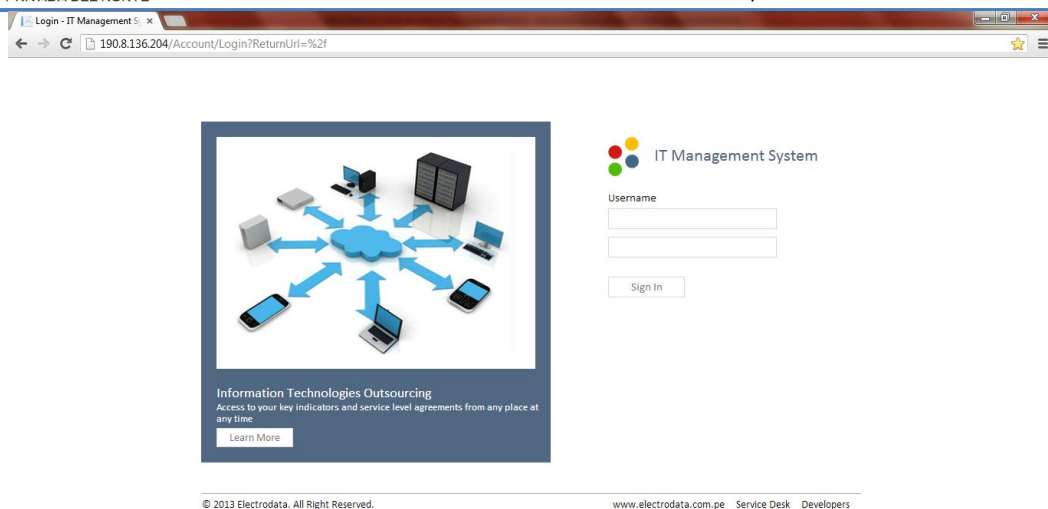 Login - IT Management S
190.8.136.204/Account/Login?ReturnUrl=%2f
IT Management System
Username
Sign In
Information Technologies Outsourcing
Access to your key indicators and service level agreements from any place at
any time
Learn More
© 2013 Electrodata. All Right Reserved.
www.electrodata.com.pe Service Desk Developers